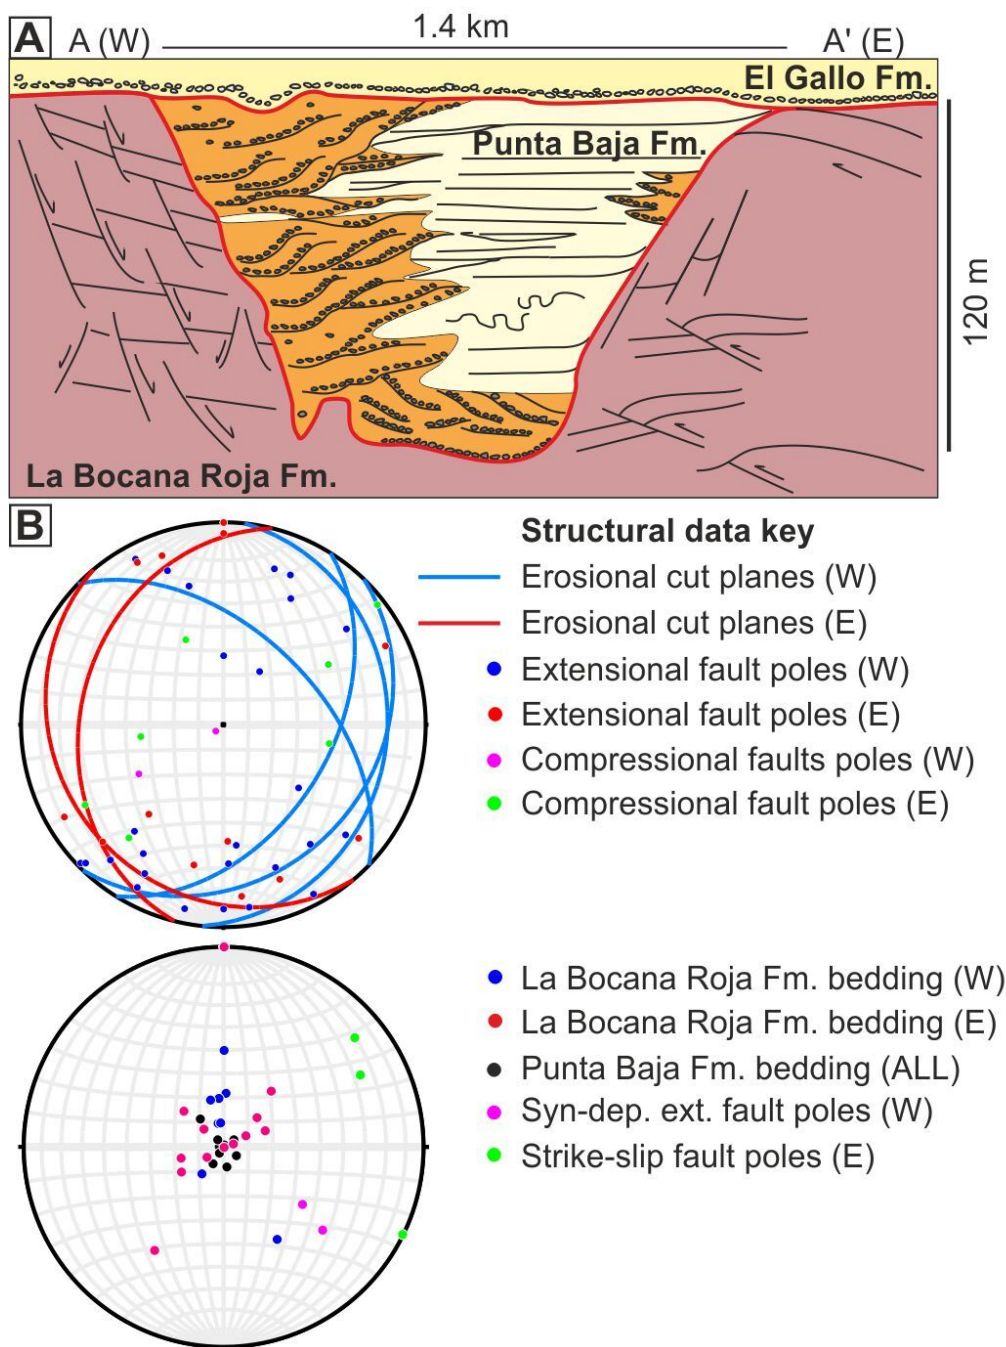 A A (W) 1.4 km A' (E)
El Gallo Fm.
Punta Baja Fm.
120 m
La Bocana Roja Fm.
B
Structural data key
Erosional cut planes (W)
Erosional cut planes (E)
Extensional fault poles (W)
Extensional fault poles (E)
Compressional faults poles (W)
Compressional fault poles (E)
La Bocana Roja Fm. bedding (W)
La Bocana Roja Fm. bedding (E)
Punta Baja Fm. bedding (ALL)
Syn-dep. ext. fault poles (W)
Strike-slip fault poles (E)